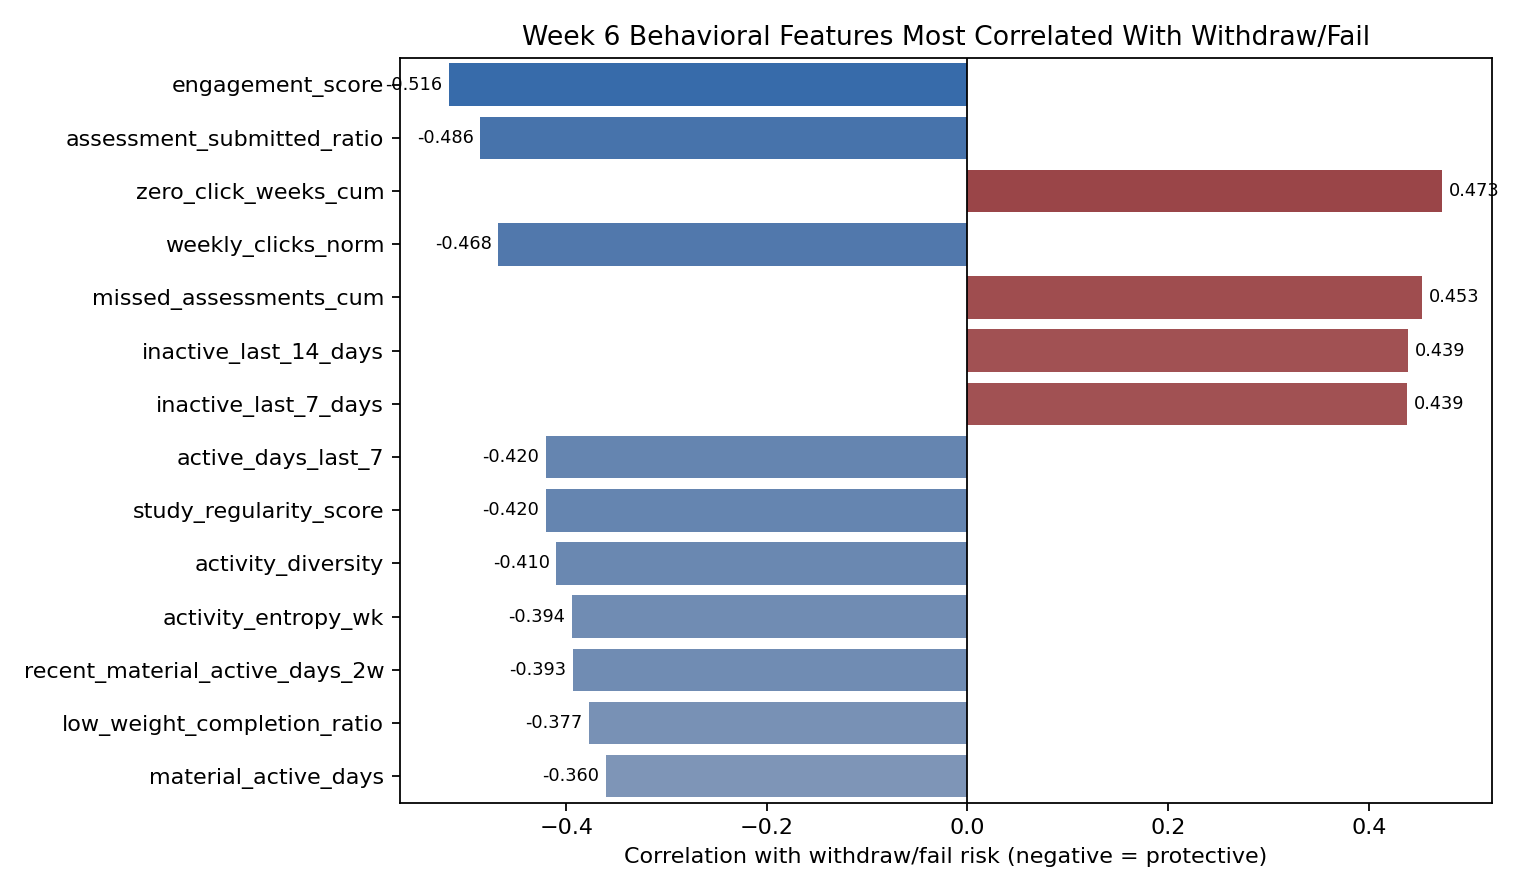 Week 6 Behavioral Features Most Correlated With Withdraw/Fail
engagement_score -0.516
assessment_submitted_ratio -0.486
zero_click_weeks_cum 0.473
weekly_clicks_norm -0.468
missed_assessments_cum 0.453
inactive_last_14_days 0.439
inactive_last_7_days 0.439
active_days_last_7 -0.420
study_regularity_score -0.420
activity_diversity -0.410
activity_entropy_wk -0.394
recent_material_active_days_2w -0.393
low_weight_completion_ratio -0.377
material_active_days -0.360
−0.4 −0.2 0.0 0.2 0.4
Correlation with withdraw/fail risk (negative = protective)